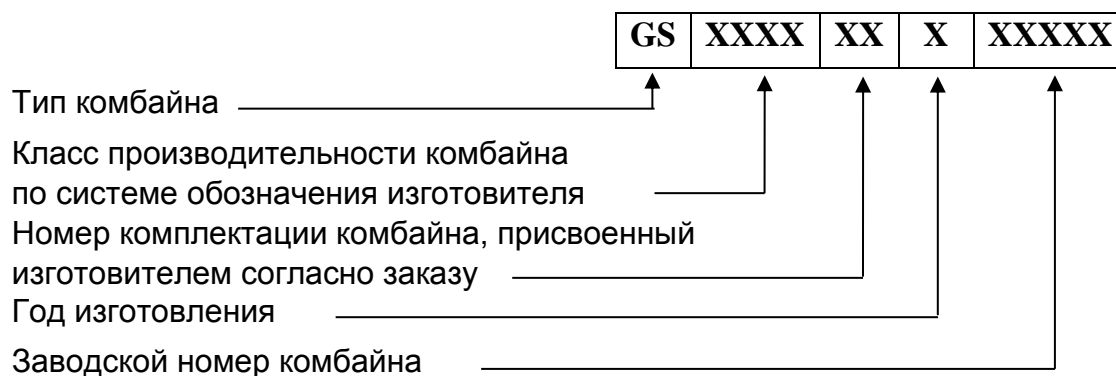 GS XXXX XX X XXXXX
Тип комбайна
Класс производительности комбайна
по системе обозначения изготовителя
Номер комплектации комбайна, присвоенный
изготовителем согласно заказу
Год изготовления
Заводской номер комбайна